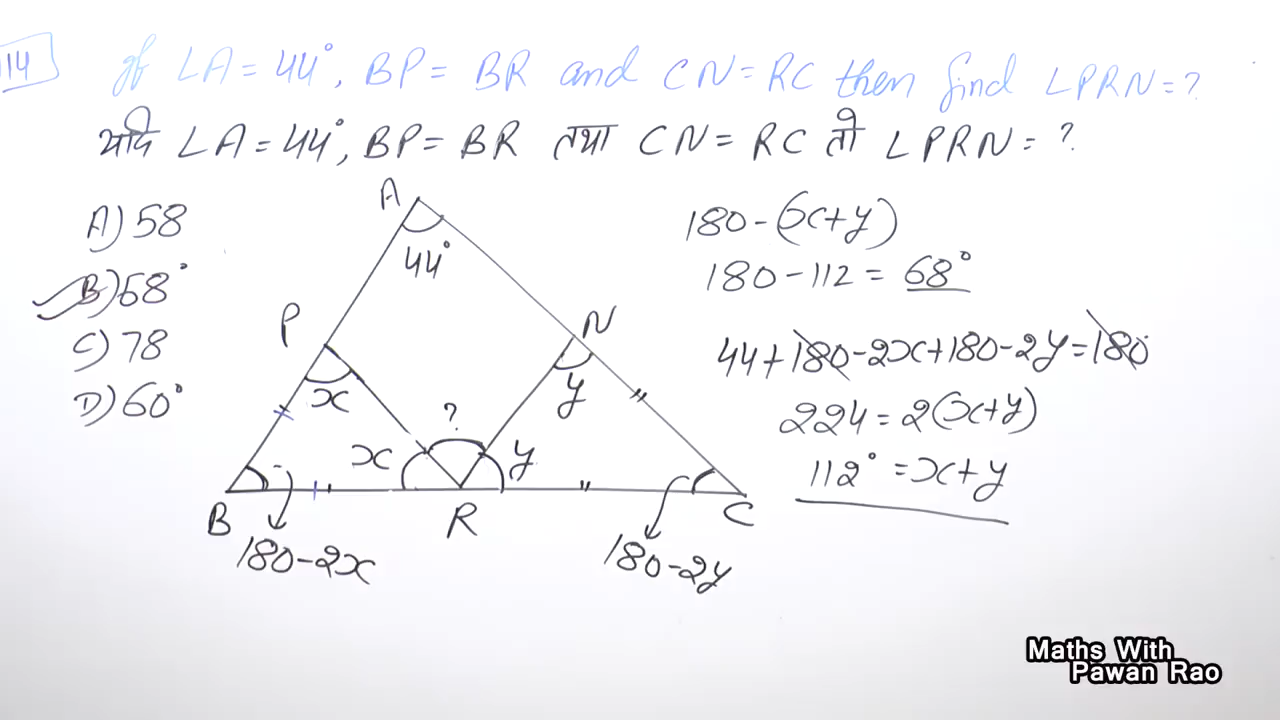 14
If ∠A = 44°, BP = BR and CN = RC then find ∠PRN = ?
यदि ∠A = 44°, BP = BR तथा CN = RC तो ∠PRN = ?
A) 58
B) 68°
C) 78
D) 60°
A
44°
P
N
x
y
?
x
y
B
R
C
180-2x
180-2y
180-(x+y)
180-112 = 68°
44+180-2x+180-2y=180
224 = 2(x+y)
112° = x+y
Maths With
Pawan Rao